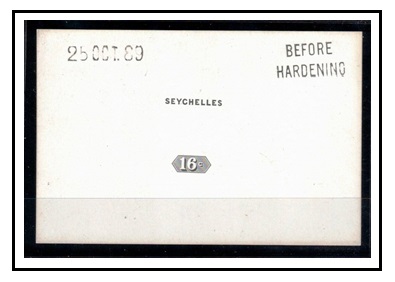 25 OCT. 89
BEFORE
HARDENING
SEYCHELLES
16c